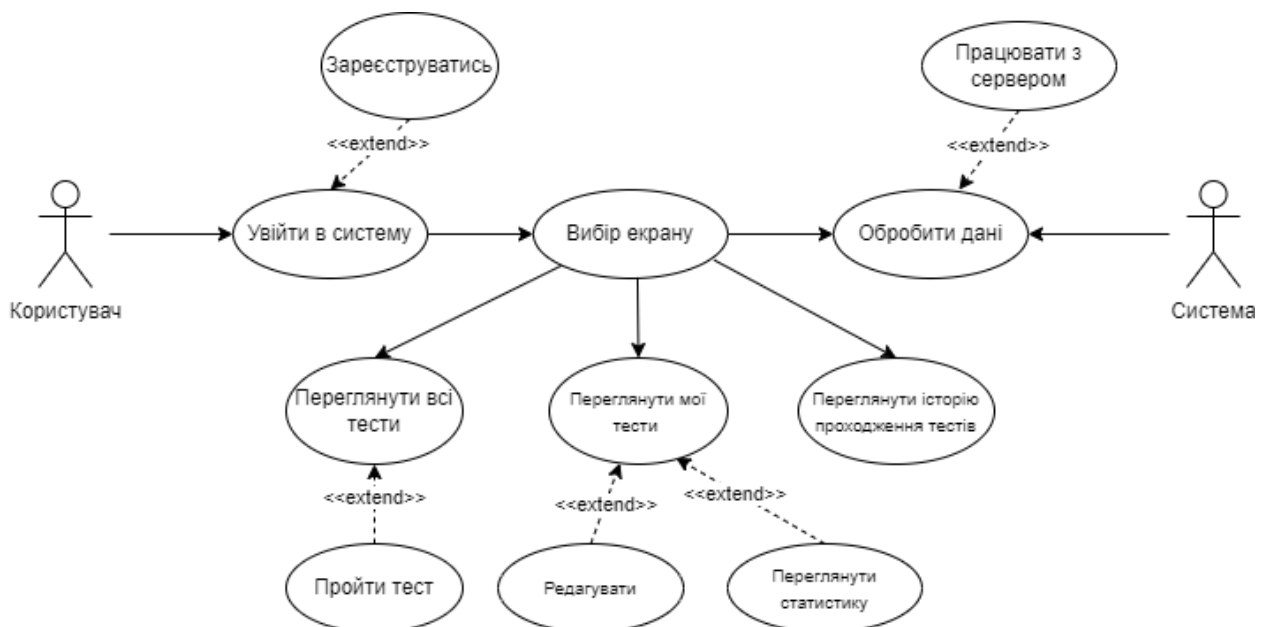 Зареєструватись
Працювати з
сервером
<<extend>>
<<extend>>
Увійти в систему
Вибір екрану
Обробити дані
Користувач
Система
Переглянути всі
тести
Переглянути мої
тести
Переглянути історію
проходження тестів
<<extend>>
<<extend>>
<<extend>>
Пройти тест
Редагувати
Переглянути
статистику